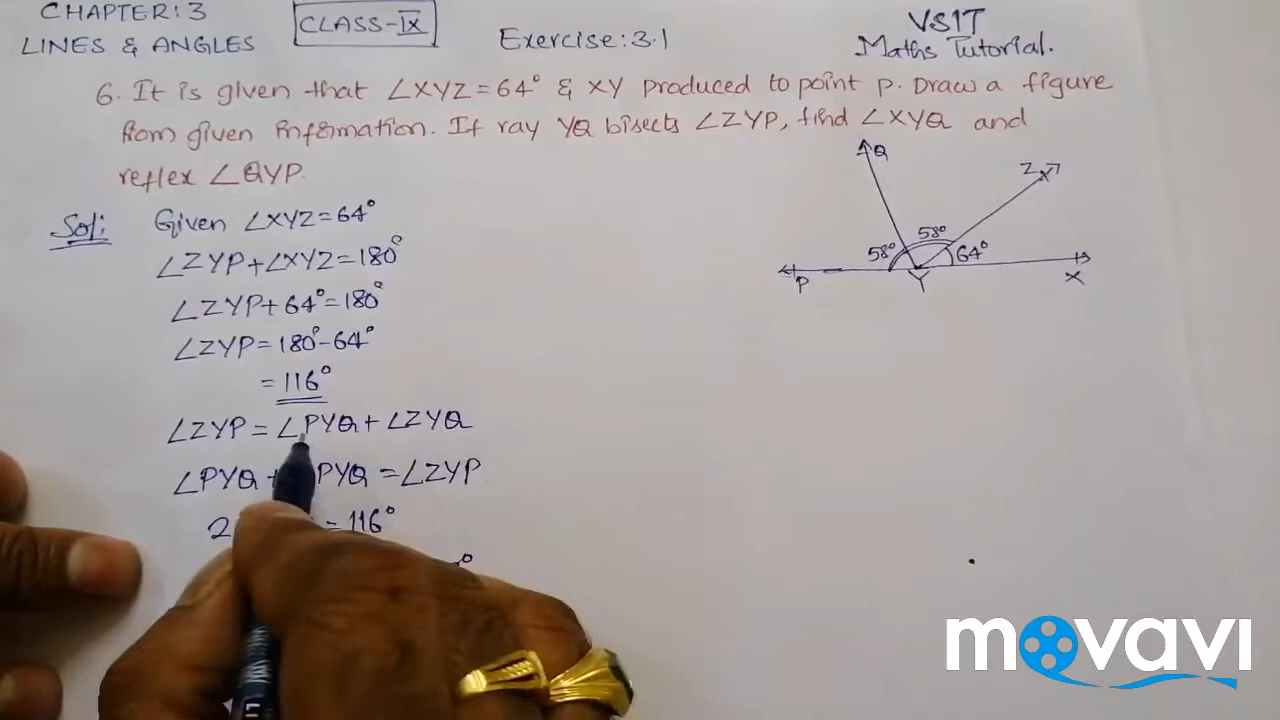 CHAPTER: 3
LINES & ANGLES
CLASS-IX
Exercise: 3.1
VSIT
Maths Tutorial.
6. It is given that ∠XYZ = 64° & XY produced to point p. Draw a figure
from given information. If ray YQ bisects ∠ZYP, find ∠XYQ and
reflex ∠QYP.
Sol: Given ∠XYZ = 64°
∠ZYP + ∠XYZ = 180°
∠ZYP + 64° = 180°
∠ZYP = 180° - 64°
= 116°
∠ZYP = ∠PYQ + ∠ZYQ
∠PYQ + PYQ = ∠ZYP
2 = 116°
Q
Z
58°
58°
64°
P
Y
X
movavi